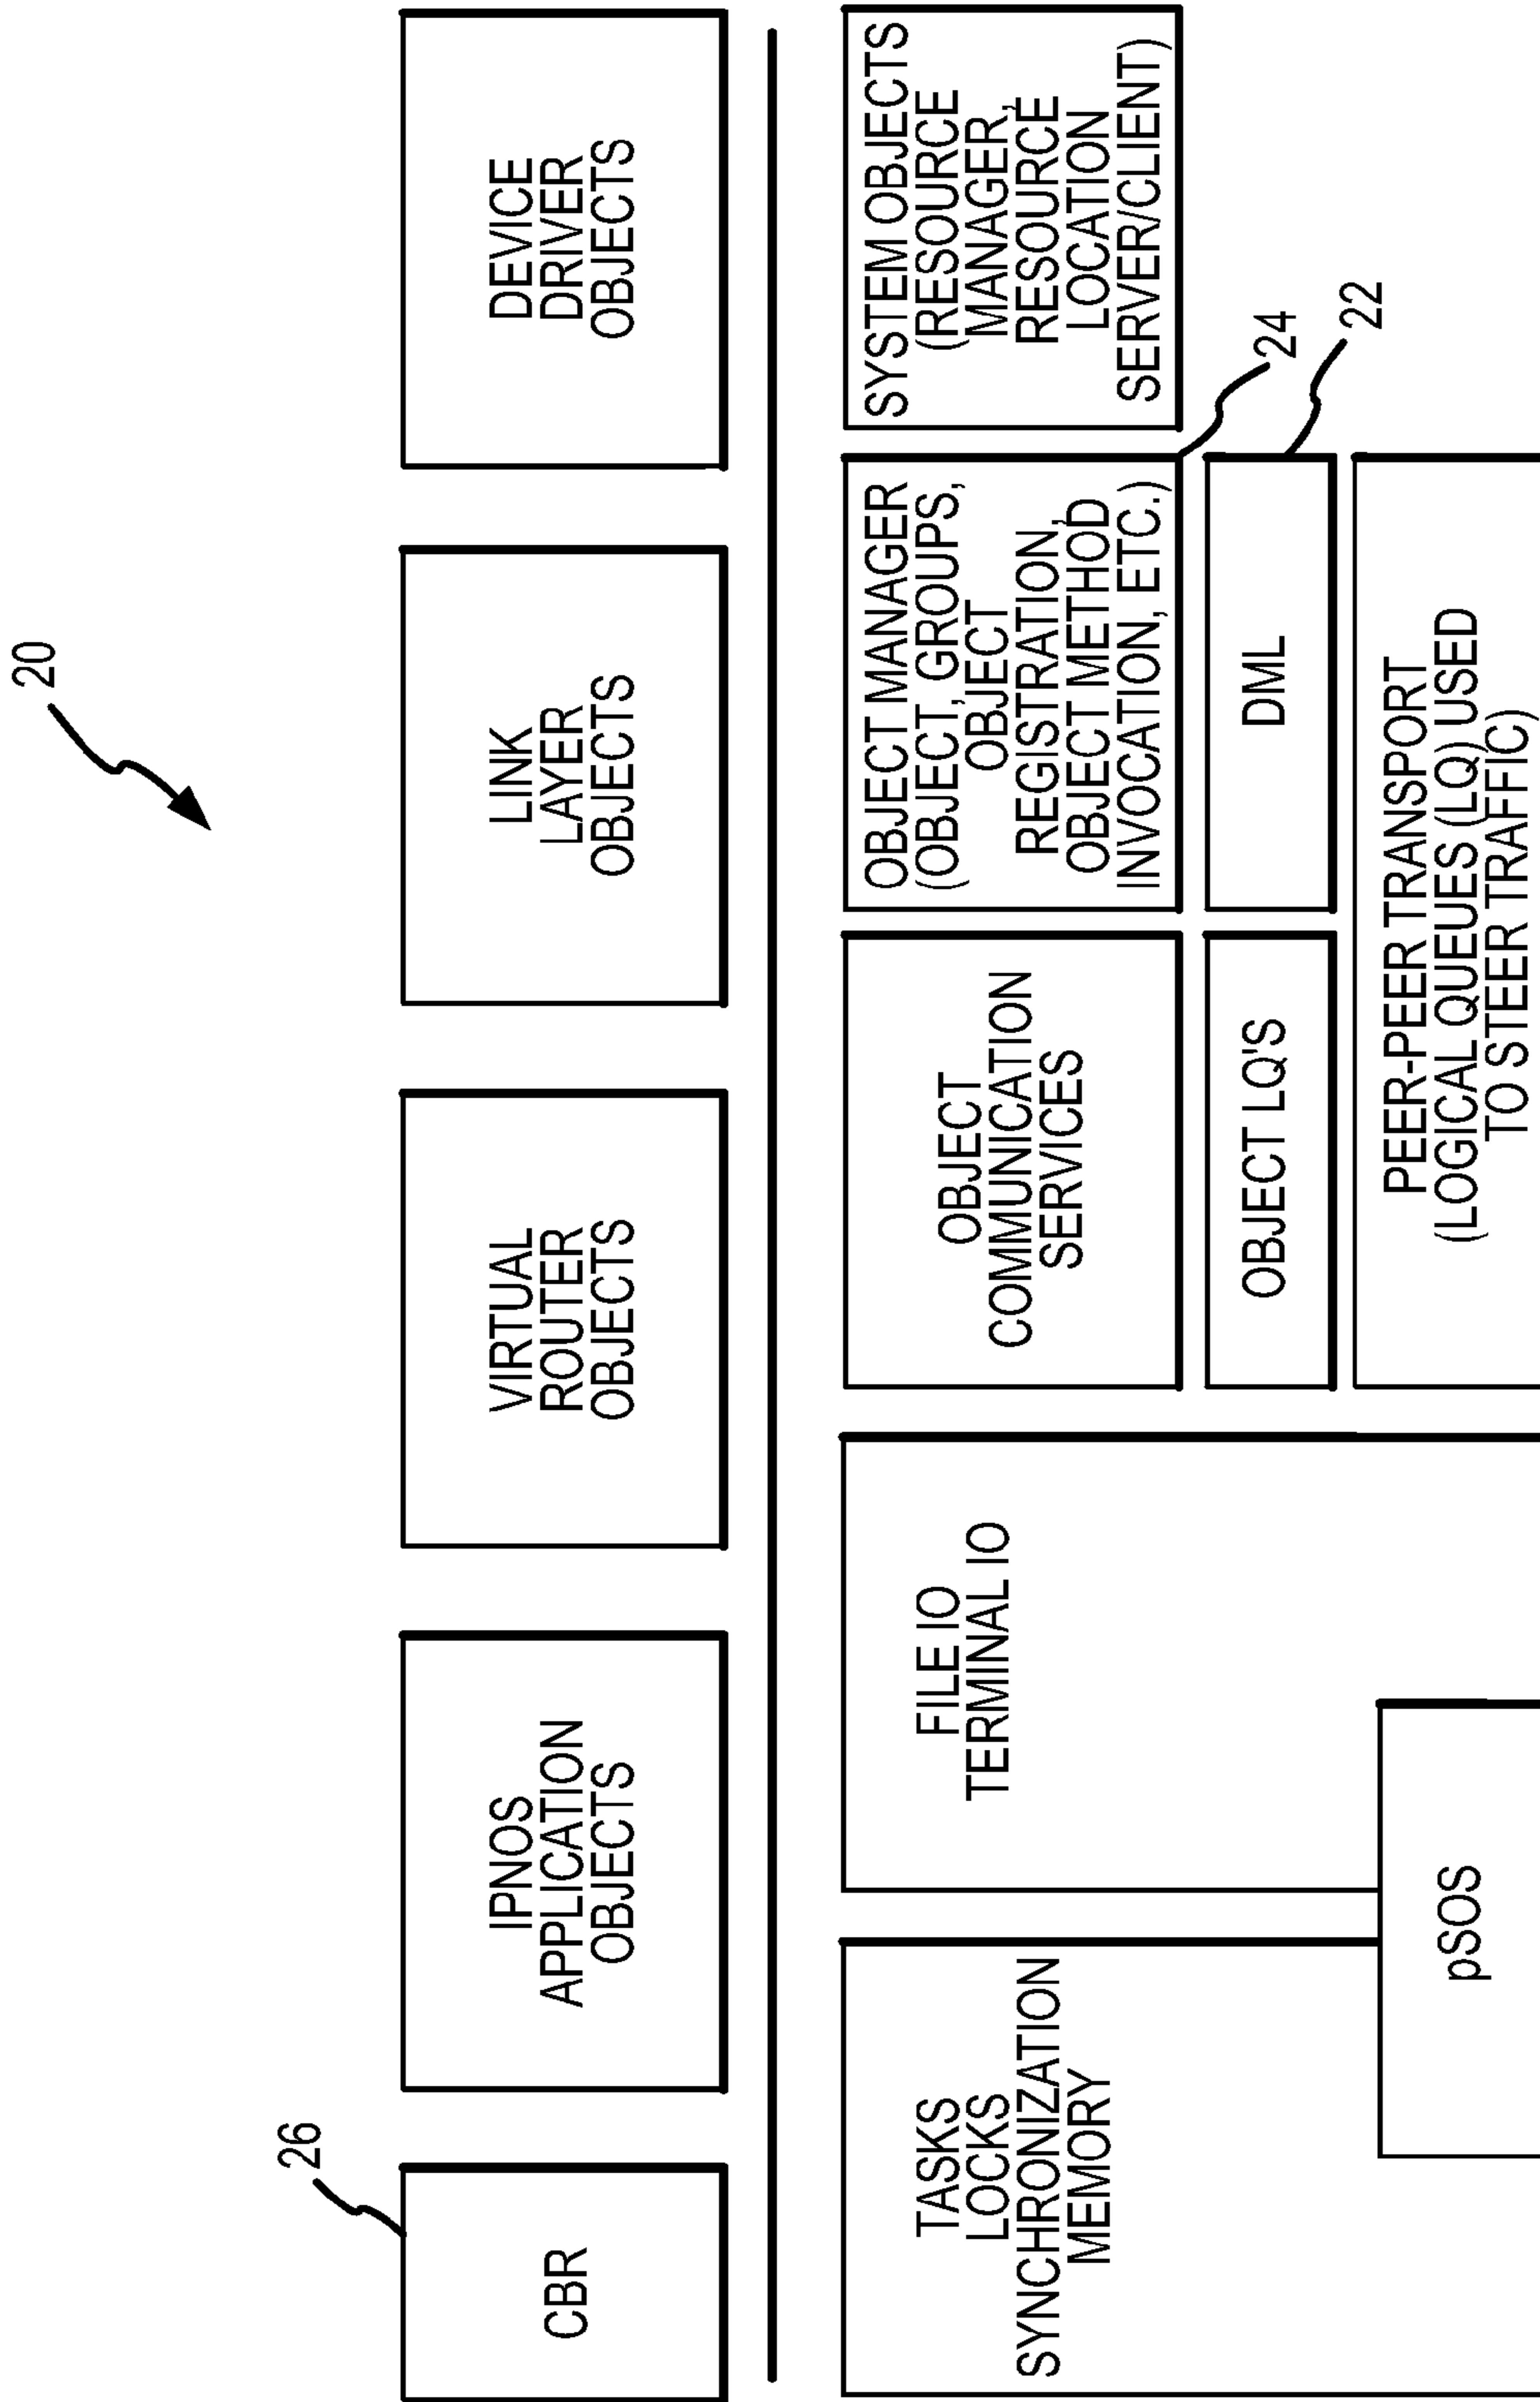 20
26
CBR
IPNOS
APPLICATION
OBJECTS
VIRTUAL
ROUTER
OBJECTS
LINK
LAYER
OBJECTS
DEVICE
DRIVER
OBJECTS
TASKS
LOCKS
SYNCHRONIZATION
MEMORY
FILE IO
TERMINAL IO
pSOS
OBJECT
COMMUNICATION
SERVICES
OBJECT MANAGER
(OBJECT, GROUPS,
OBJECT
REGISTRATION,
OBJECT METHOD
INVOCATION, ETC.)
SYSTEM OBJECTS
(RESOURCE
MANAGER,
RESOURCE
LOCATION
SERVER/CLIENT)
24
22
OBJECT LQ'S
DML
PEER-PEER TRANSPORT
(LOGICAL QUEUES (LQ)) USED
TO STEER TRAFFIC)